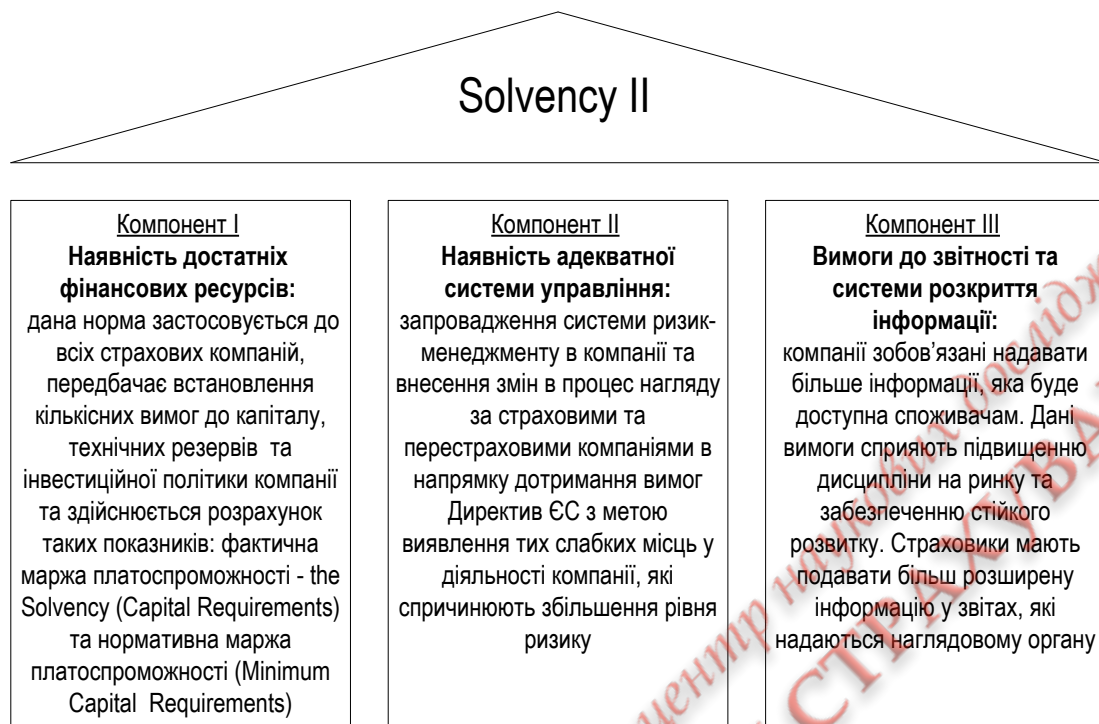 Solvency II
Компонент І
Наявність достатніх
фінансових ресурсів:
дана норма застосовується до
всіх страхових компаній,
передбачає встановлення
кількісних вимог до капіталу,
технічних резервів та
інвестиційної політики компанії
та здійснюється розрахунок
таких показників: фактична
маржа платоспроможності - the
Solvency (Capital Requirements)
та нормативна маржа
платоспроможності (Minimum
Capital Requirements)
Компонент ІІ
Наявність адекватної
системи управління:
запровадження системи ризик-
менеджменту в компанії та
внесення змін в процес нагляду
за страховими та
перестраховими компаніями в
напрямку дотримання вимог
Директив ЄС з метою
виявлення тих слабких місць у
діяльності компанії, які
спричинюють збільшення рівня
ризику
Компонент ІІІ
Вимоги до звітності та
системи розкриття
інформації:
компанії зобов’язані надавати
більше інформації, яка буде
доступна споживачам. Дані
вимоги сприяють підвищенню
дисципліни на ринку та
забезпеченню стійкого
розвитку. Страховики мають
подавати більш розширену
інформацію у звітах, які
надаються наглядовому органу
центр наукових